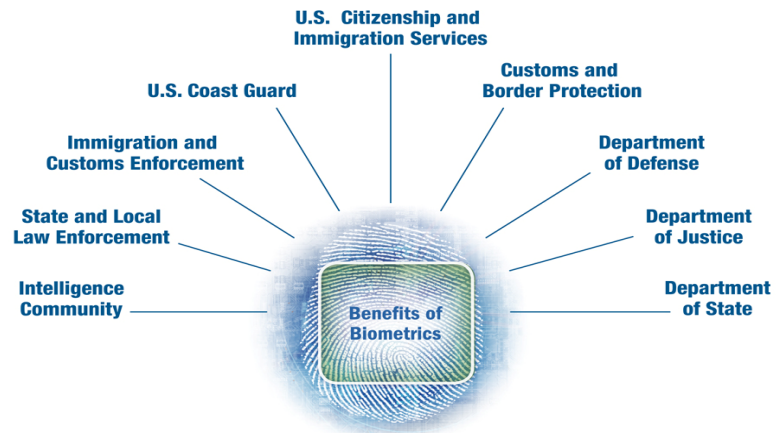 U.S. Citizenship and
Immigration Services
U.S. Coast Guard
Customs and
Border Protection
Immigration and
Customs Enforcement
Department
of Defense
State and Local
Law Enforcement
Department
of Justice
Intelligence
Community
Department
of State
Benefits of
Biometrics